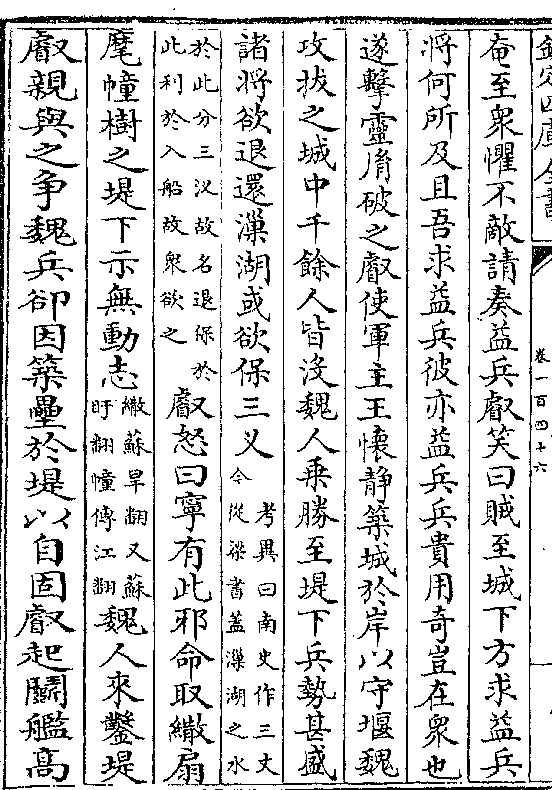 欽定四庫全書
卷一百四十六
奄至衆懼不敵請奏益兵叡笑曰賊至城下方求益兵
將何所及且吾求益兵彼亦益兵兵貴用奇豈在衆也
遂擊靈𦙍破之叡使軍主王懷靜築城於岸以守堰魏
攻拔之城中千餘人皆沒魏人乗勝至堤下兵勢甚盛
諸將欲退還漅湖或欲保三乂考異曰南史作三丈今從梁書蓋漅湖之水
於此分三汊故名退保於此利於入船故衆欲之叡怒曰寧有此邪命取繖扇
麾幢樹之堤下示無動志繖蘇旱翻又蘇旰翻幢傳江翻魏人來鑿堤
叡親與之争魏兵卻因築壘於堤以自固叡起鬬艦高